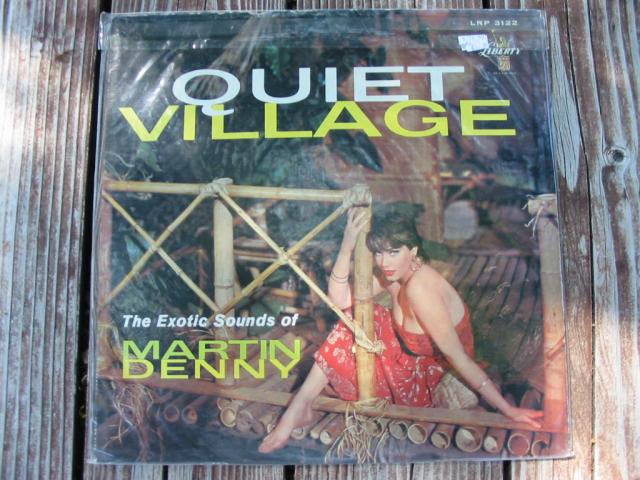 LRP 3122
LIBERTY
QUIET
VILLAGE
The Exotic Sounds of
MARTIN
DENNY